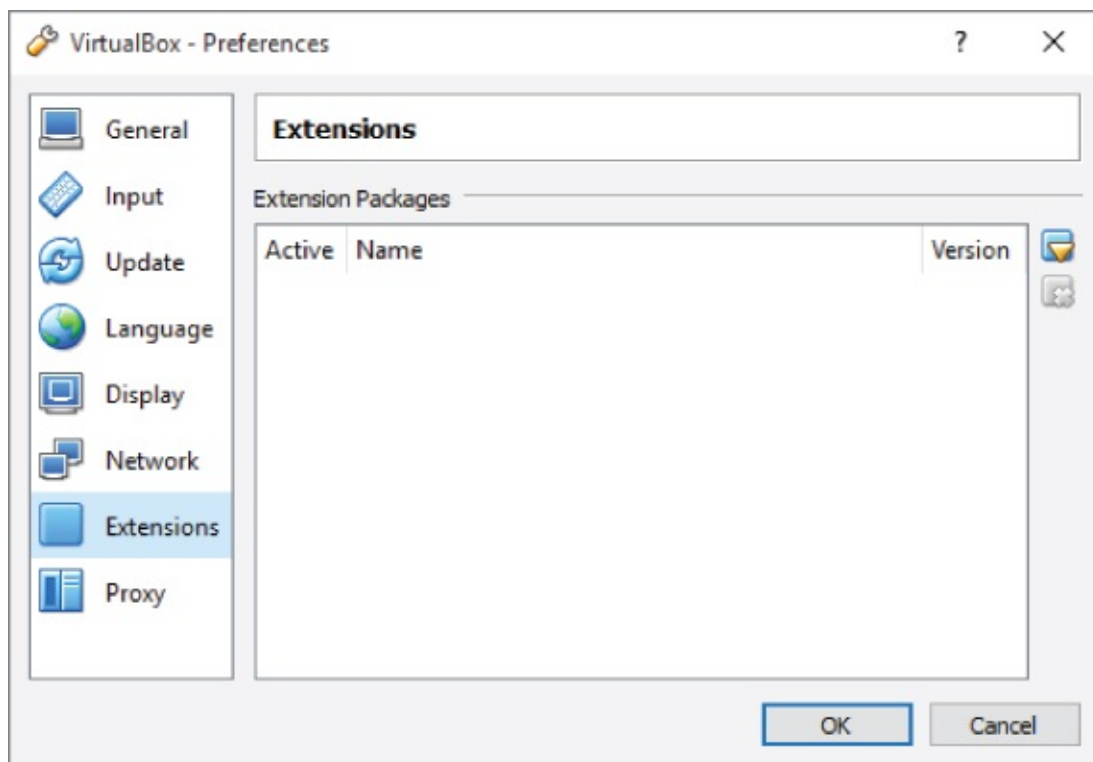 VirtualBox - Preferences
?
General
Input
Update
Language
Display
Network
Extensions
Proxy
Extensions
Extension Packages
Active Name Version
OK Cancel